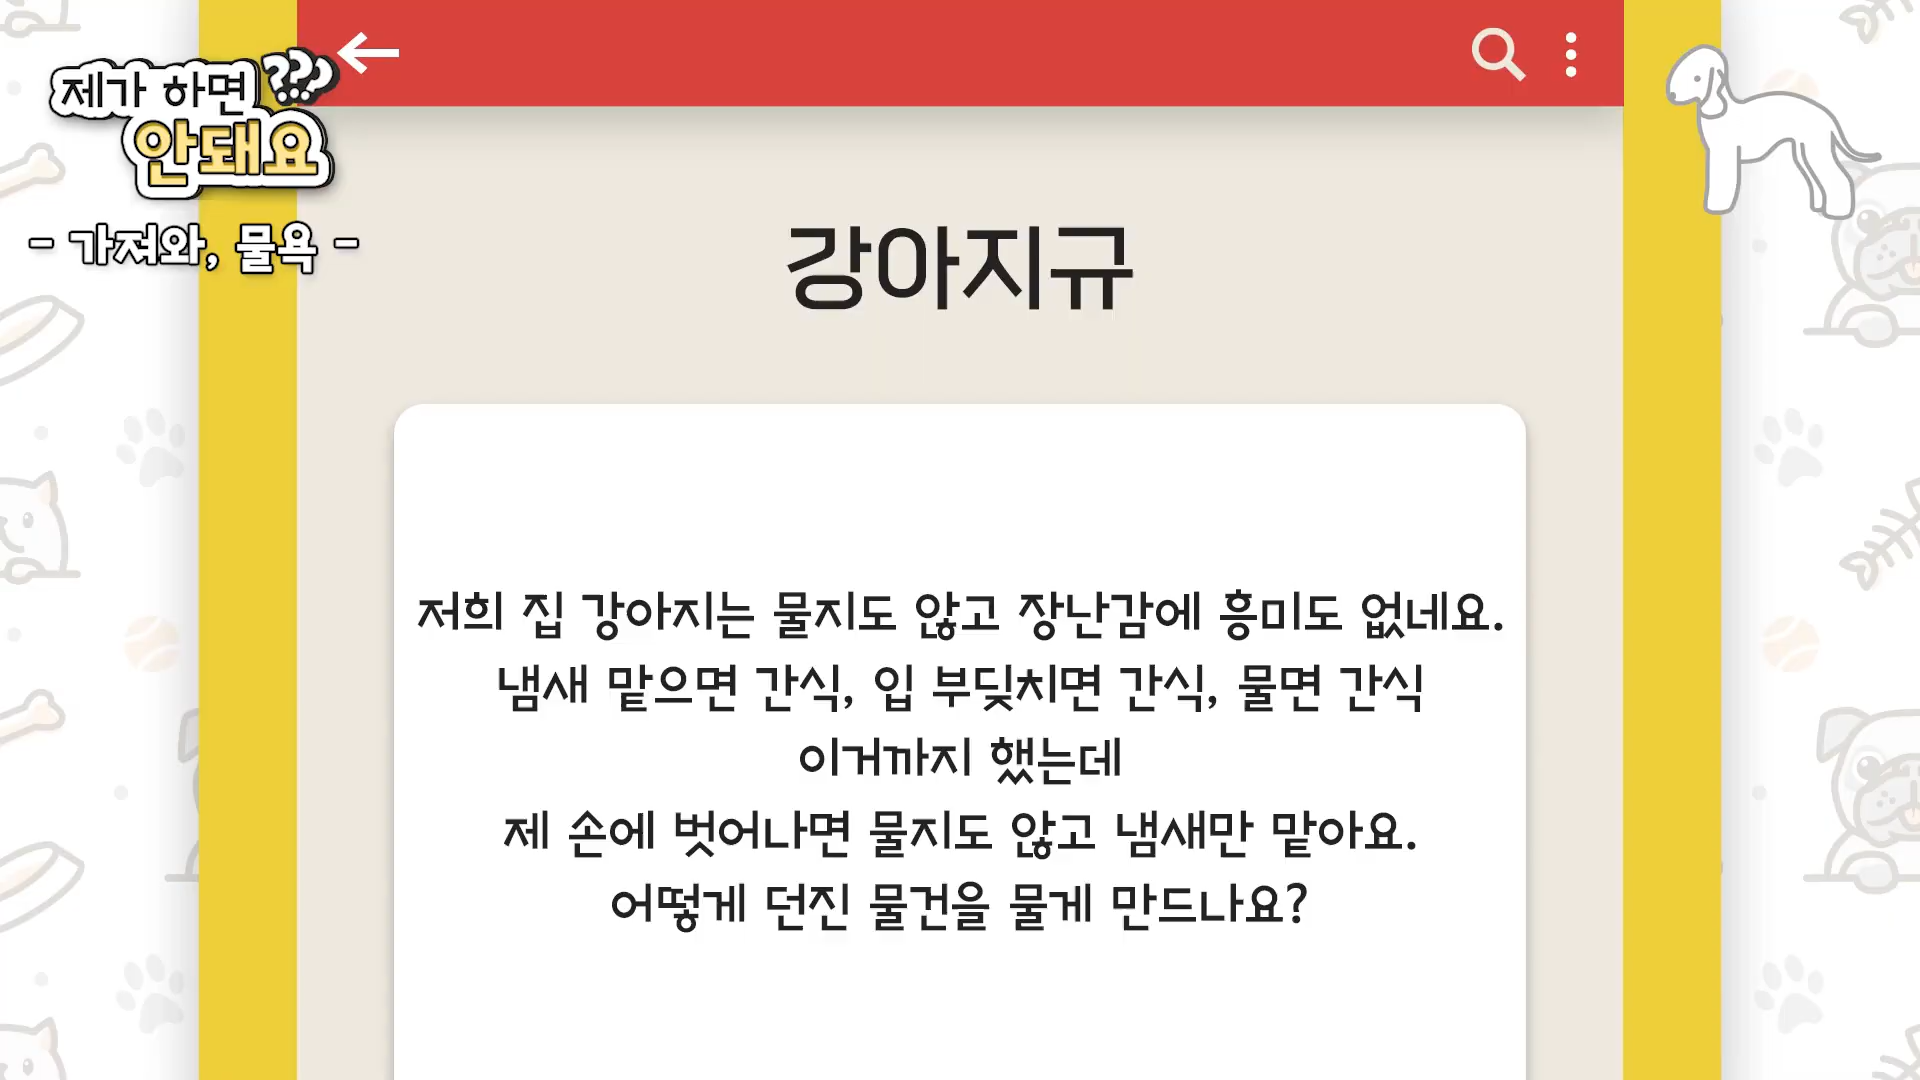 제가 하면 ???
안돼요
- 가져와, 물욕 -
강아지규
저희 집 강아지는 물지도 않고 장난감에 흥미도 없네요.
냄새 맡으면 간식, 입 부딪치면 간식, 물면 간식
이거까지 했는데
제 손에 벗어나면 물지도 않고 냄새만 맡아요.
어떻게 던진 물건을 물게 만드나요?